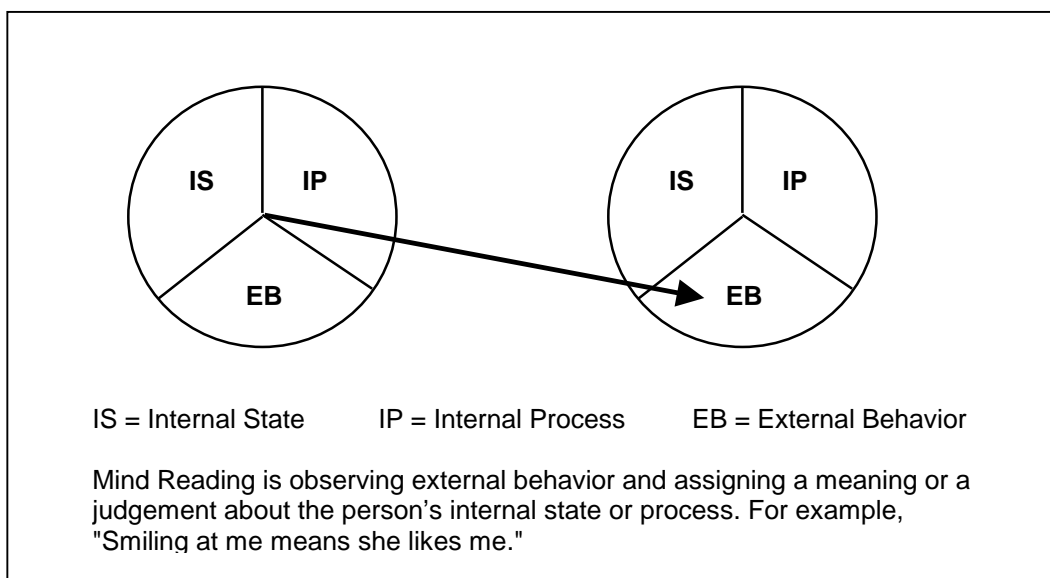 IS IP IS IP
EB EB
IS = Internal State IP = Internal Process EB = External Behavior
Mind Reading is observing external behavior and assigning a meaning or a
judgement about the person's internal state or process. For example,
"Smiling at me means she likes me."